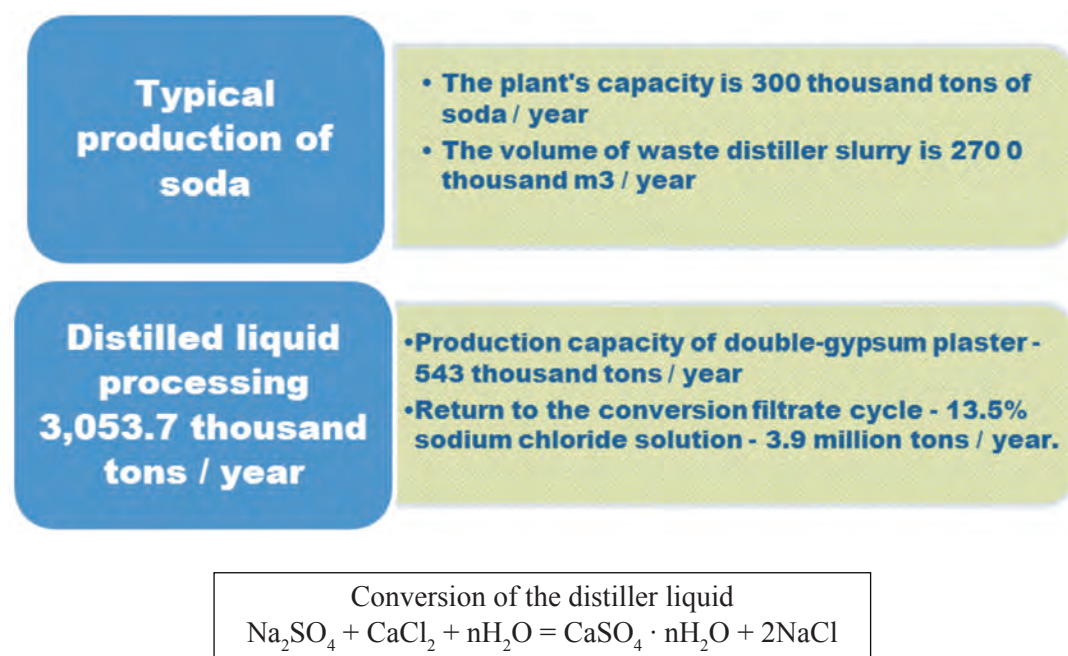 Typical
production of
soda
• The plant's capacity is 300 thousand tons of
soda / year
• The volume of waste distiller slurry is 270 0
thousand m3 / year
Distilled liquid
processing
3,053.7 thousand
tons / year
•Production capacity of double-gypsum plaster -
543 thousand tons / year
•Return to the conversion filtrate cycle - 13.5%
sodium chloride solution - 3.9 million tons / year.
Conversion of the distiller liquid
Na₂SO₄ + CaCl₂ + nH₂O = CaSO₄ · nH₂O + 2NaCl